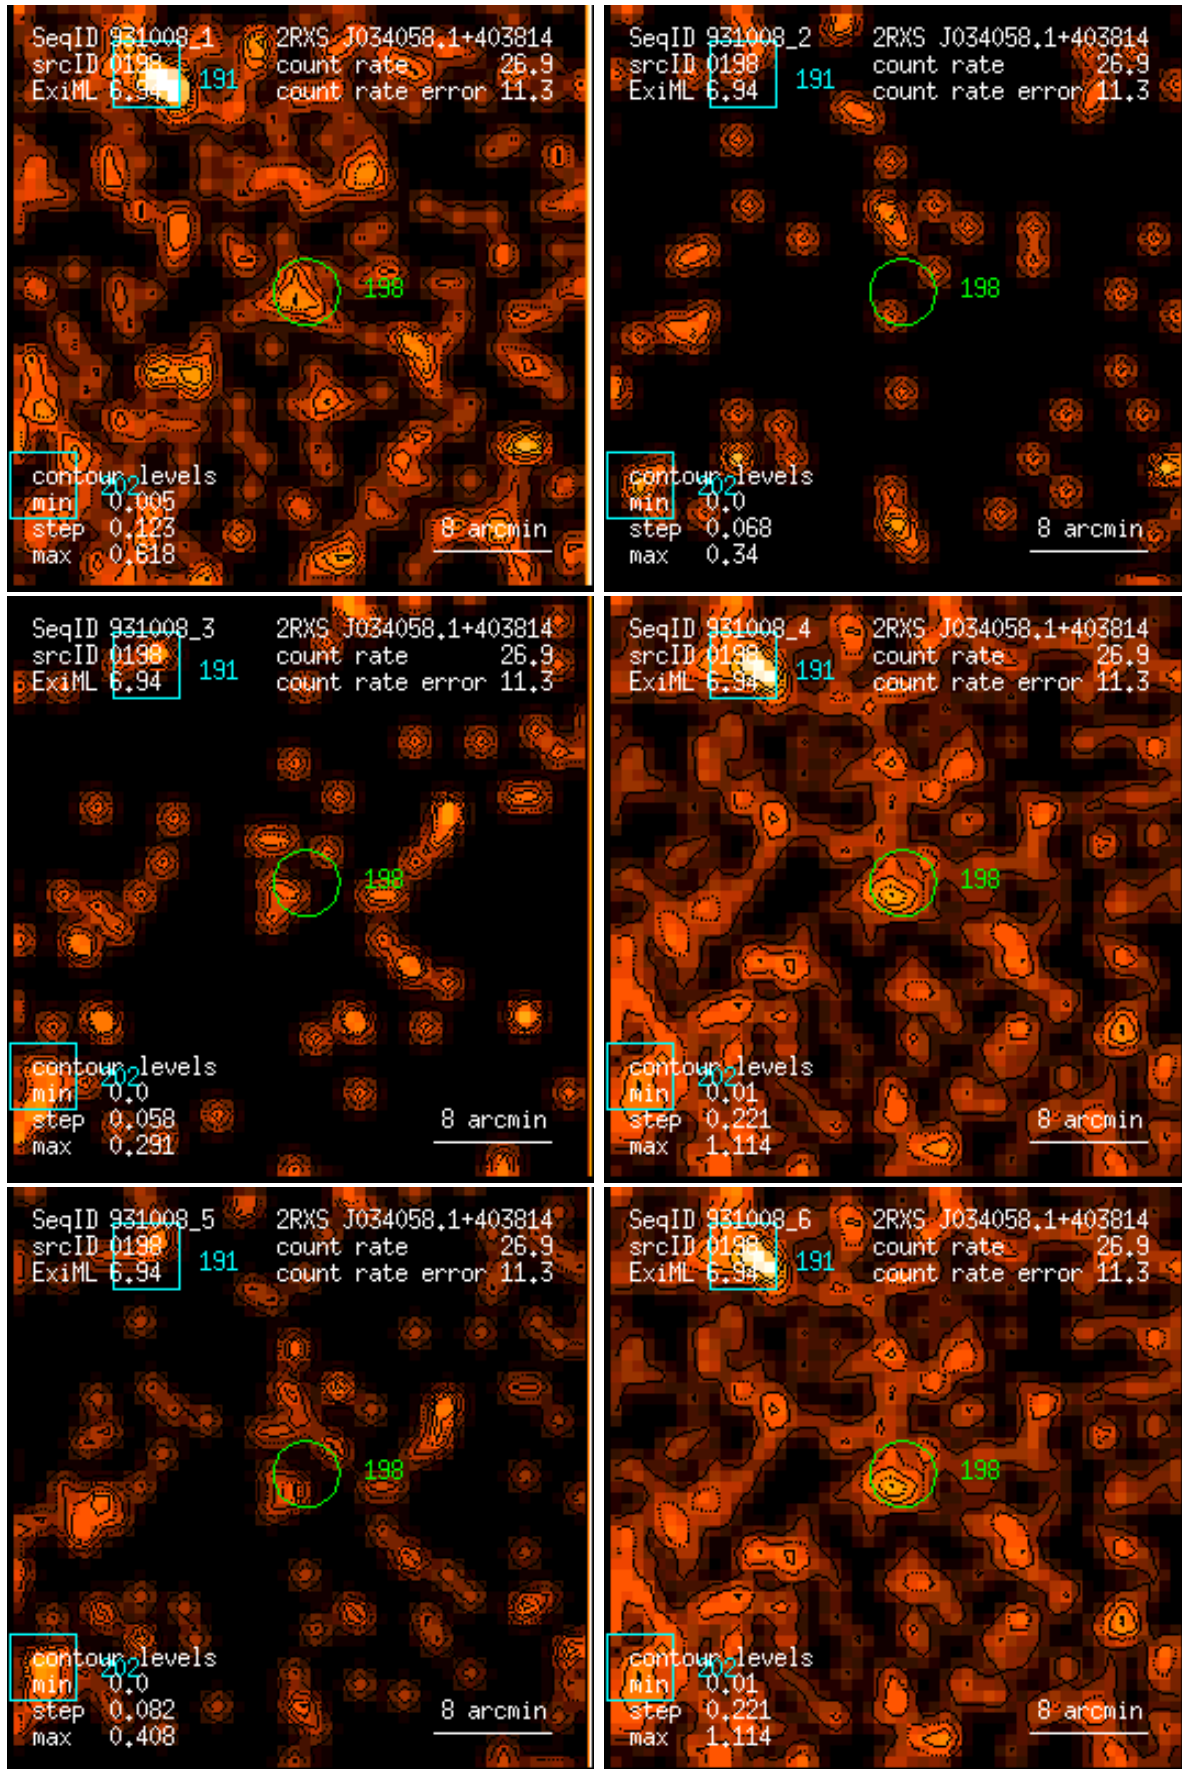 SeqID 931008_1 2RXS J034058.1+403814
srcID 0198 191 count rate 26.9
ExiML 6.94 count rate error 11.3
198
contour levels
202
min 0.005
step 0.123 8 arcmin
max 0.618
SeqID 931008_2 2RXS J034058.1+403814
srcID 0198 191 count rate 26.9
ExiML 6.94 count rate error 11.3
198
contour levels
202
min 0.0
step 0.068 8 arcmin
max 0.34
SeqID 931008_3 2RXS J034058.1+403814
srcID 0198 191 count rate 26.9
ExiML 6.94 count rate error 11.3
198
contour levels
202
min 0.0
step 0.058 8 arcmin
max 0.291
SeqID 931008_4 2RXS J034058.1+403814
srcID 0198 191 count rate 26.9
ExiML 6.94 count rate error 11.3
198
contour levels
202
min 0.01
step 0.221 8 arcmin
max 1.114
SeqID 931008_5 2RXS J034058.1+403814
srcID 0198 191 count rate 26.9
ExiML 6.94 count rate error 11.3
198
contour levels
202
min 0.0
step 0.082 8 arcmin
max 0.408
SeqID 931008_6 2RXS J034058.1+403814
srcID 0198 191 count rate 26.9
ExiML 6.94 count rate error 11.3
198
contour levels
202
min 0.01
step 0.221 8 arcmin
max 1.114